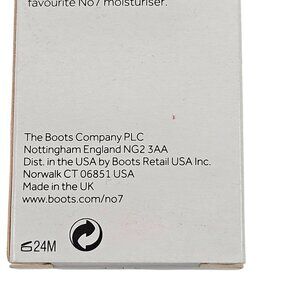 favourite No7 moisturiser.
The Boots Company PLC
Nottingham England NG2 3AA
Dist. in the USA by Boots Retail USA Inc.
Norwalk CT 06851 USA
Made in the UK
www.boots.com/no7
24M